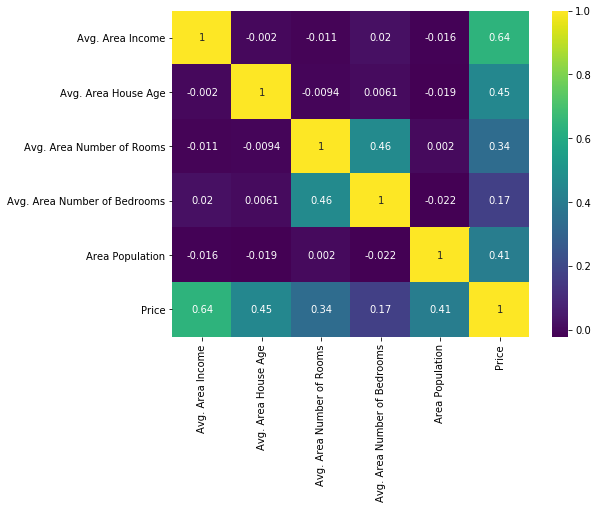 Avg. Area Income 1 -0.002 -0.011 0.02 -0.016 0.64
Avg. Area House Age -0.002 1 -0.0094 0.0061 -0.019 0.45
Avg. Area Number of Rooms -0.011 -0.0094 1 0.46 0.002 0.34
Avg. Area Number of Bedrooms 0.02 0.0061 0.46 1 -0.022 0.17
Area Population -0.016 -0.019 0.002 -0.022 1 0.41
Price 0.64 0.45 0.34 0.17 0.41 1
Avg. Area Income
Avg. Area House Age
Avg. Area Number of Rooms
Avg. Area Number of Bedrooms
Area Population
Price
1.0
0.8
0.6
0.4
0.2
0.0